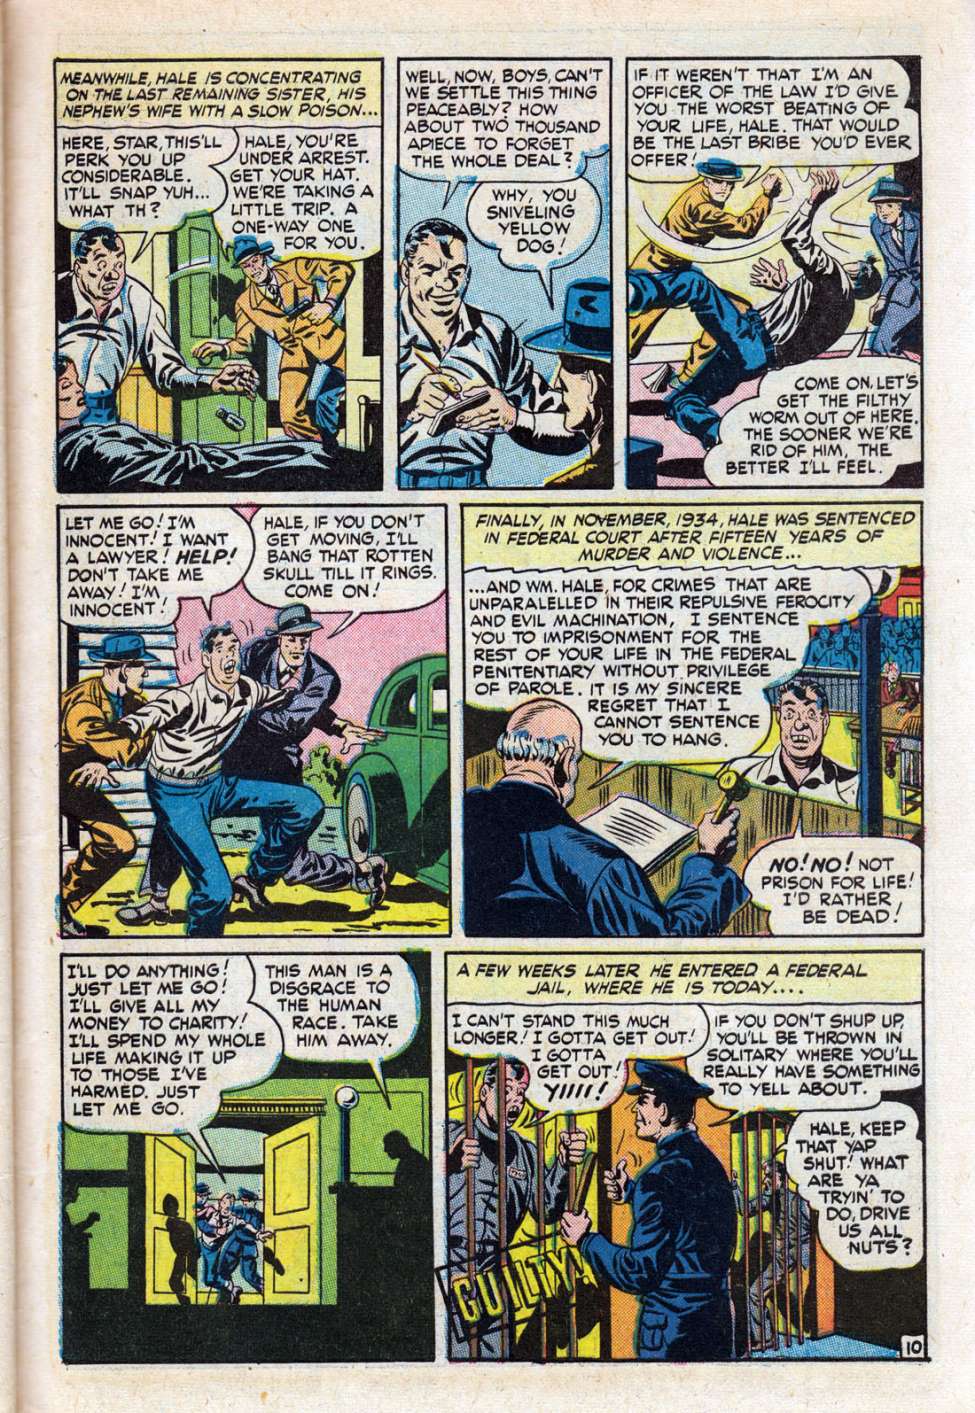 MEANWHILE, HALE IS CONCENTRATING
ON THE LAST REMAINING SISTER, HIS
NEPHEW'S WIFE WITH A SLOW POISON...
HERE, STAR, THIS'LL
PERK YOU UP
CONSIDERABLE.
IT'LL SNAP YUH...
WHAT TH?
HALE, YOU'RE
UNDER ARREST.
GET YOUR HAT.
WE'RE TAKING A
LITTLE TRIP. A
ONE-WAY ONE
FOR YOU.
WELL, NOW, BOYS, CAN'T
WE SETTLE THIS THING
PEACEABLY? HOW
ABOUT TWO THOUSAND
APIECE TO FORGET
THE WHOLE DEAL?
WHY, YOU
SNIVELING
YELLOW
DOG!
IF IT WEREN'T THAT I'M AN
OFFICER OF THE LAW I'D GIVE
YOU THE WORST BEATING OF
YOUR LIFE, HALE. THAT WOULD
BE THE LAST BRIBE YOU'D EVER
OFFER!
COME ON, LET'S
GET THE FILTHY
WORM OUT OF HERE.
THE SOONER WE'RE
RID OF HIM, THE
BETTER I'LL FEEL.
LET ME GO! I'M
INNOCENT! I WANT
A LAWYER! HELP!
DON'T TAKE ME
AWAY! I'M
INNOCENT!
HALE, IF YOU DON'T
GET MOVING, I'LL
BANG THAT ROTTEN
SKULL TILL IT RINGS.
COME ON!
FINALLY, IN NOVEMBER, 1934, HALE WAS SENTENCED
IN FEDERAL COURT AFTER FIFTEEN YEARS OF
MURDER AND VIOLENCE...
...AND WM. HALE, FOR CRIMES THAT ARE
UNPARALELLED IN THEIR REPULSIVE FEROCITY
AND EVIL MACHINATION, I SENTENCE
YOU TO IMPRISONMENT FOR THE
REST OF YOUR LIFE IN THE FEDERAL
PENITENTIARY WITHOUT PRIVILEGE
OF PAROLE. IT IS MY SINCERE
REGRET THAT I
CANNOT SENTENCE
YOU TO HANG.
NO! NO! NOT
PRISON FOR LIFE!
I'D RATHER
BE DEAD!
I'LL DO ANYTHING!
JUST LET ME GO!
I'LL GIVE ALL MY
MONEY TO CHARITY!
I'LL SPEND MY WHOLE
LIFE MAKING IT UP
TO THOSE I'VE
HARMED. JUST
LET ME GO.
THIS MAN IS A
DISGRACE TO
THE HUMAN
RACE. TAKE
HIM AWAY.
A FEW WEEKS LATER HE ENTERED A FEDERAL
JAIL, WHERE HE IS TODAY....
I CAN'T STAND THIS MUCH
LONGER! I GOTTA GET OUT!
I GOTTA
GET OUT!
YIIII!
IF YOU DON'T SHUP UP,
YOU'LL BE THROWN IN
SOLITARY WHERE YOU'LL
REALLY HAVE SOMETHING
TO YELL ABOUT.
HALE, KEEP
THAT YAP
SHUT! WHAT
ARE YA
TRYIN' TO
DO, DRIVE
US ALL
NUTS?
GUILTY!
10